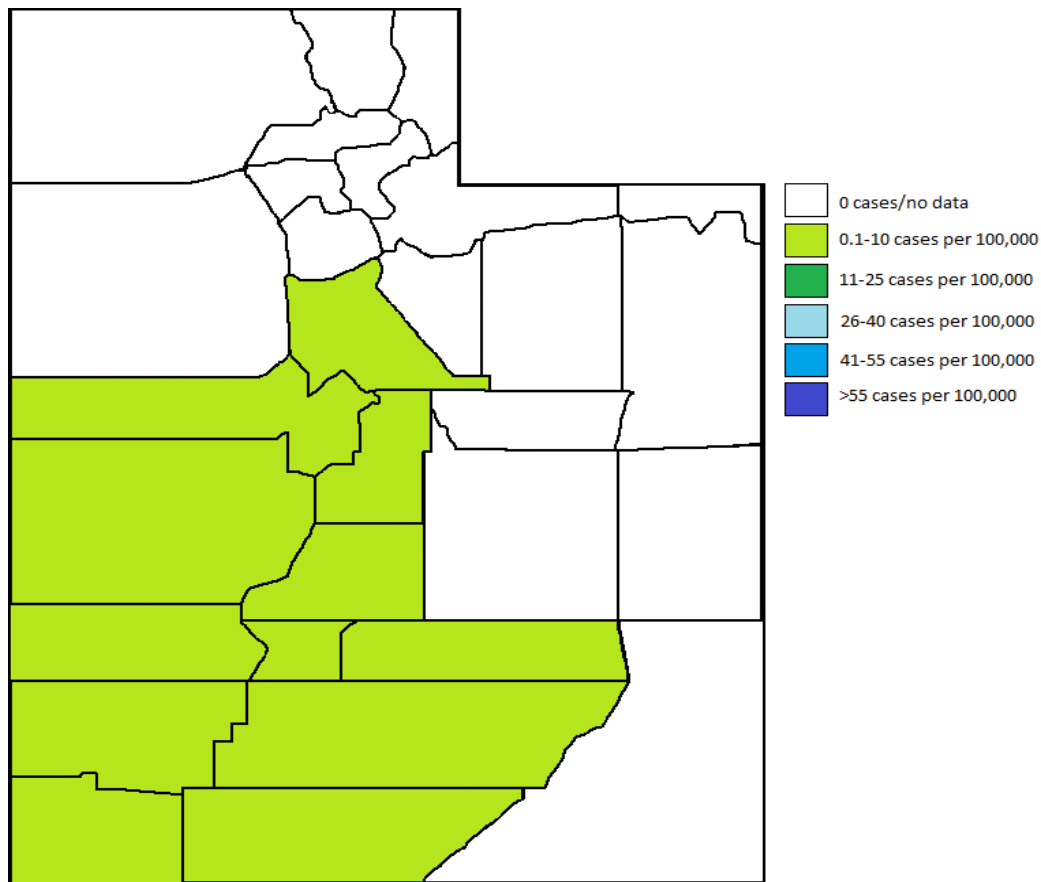 0 cases/no data
0.1-10 cases per 100,000
11-25 cases per 100,000
26-40 cases per 100,000
41-55 cases per 100,000
>55 cases per 100,000